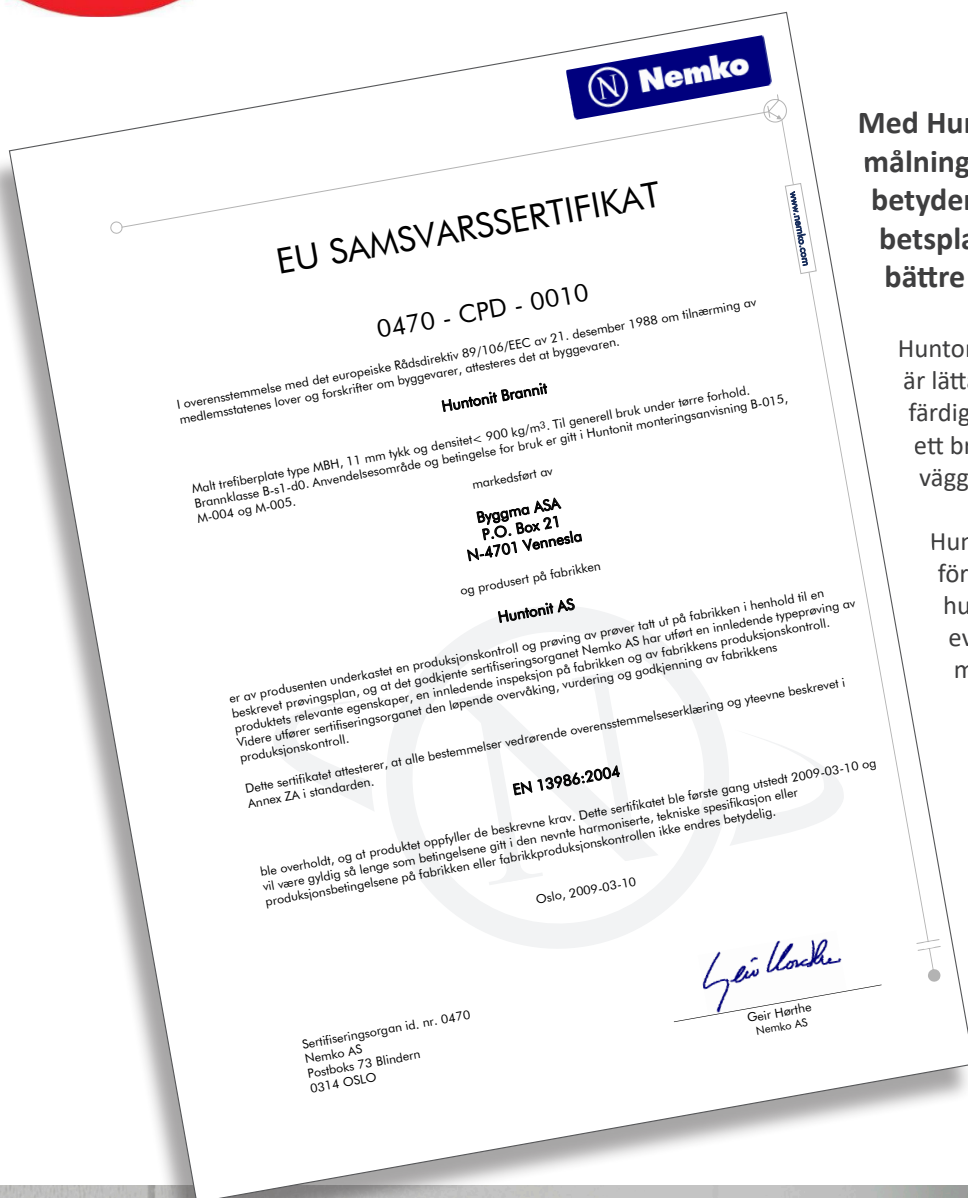 Nemko
www.nemko.com
EU SAMSVARSSERTIFIKAT
0470 - CPD - 0010
I overensstemmelse med det europeiske Rådsdirektiv 89/106/EEC av 21. desember 1988 om tilnærming av
medlemsstatenes lover og forskrifter om byggevarer, attesteres det at byggevaren.
Huntonit Brannit
Malt trefiberplate type MBH, 11 mm tykk og densitet< 900 kg/m³. Til generell bruk under tørre forhold.
Brannklasse B-s1-d0. Anvendelsesområde og betingelse for bruk er gitt i Huntonit monteringsanvisning B-015,
M-004 og M-005.
markedsført av
Byggma ASA
P.O. Box 21
N-4701 Vennesla
og produsert på fabrikken
Huntonit AS
er av produsenten underkastet en produksjonskontroll og prøving av prøver tatt ut på fabrikken i henhold til en
beskrevet prøvingsplan, og at det godkjente sertifiseringsorganet Nemko AS har utført en innledende typeprøving av
produktets relevante egenskaper, en innledende inspeksjon på fabrikken og av fabrikkens produksjonskontroll.
Videre utfører sertifiseringsorganet den løpende overvåking, vurdering og godkjenning av fabrikkens
produksjonskontroll.
Dette sertifikatet attesterer, at alle bestemmelser vedrørende overensstemmelseserklæring og yteevne beskrevet i
Annex ZA i standarden.
EN 13986:2004
ble overholdt, og at produktet oppfyller de beskrevne krav. Dette sertifikatet ble første gang utstedt 2009-03-10 og
vil være gyldig så lenge som betingelsene gitt i den nevnte harmoniserte, tekniske spesifikasjon eller
produksjonsbetingelsene på fabrikken eller fabrikkproduksjonskontrollen ikke endres betydelig.
Oslo, 2009-03-10
Geir Hørthe
Nemko AS
Sertifiseringsorgan id. nr. 0470
Nemko AS
Postboks 73 Blindern
0314 OSLO
Med Hun
målning
betyder
betspla
bättre
Hunton
är lätta
färdig
ett br
vägg
Hun
för
hu
ev
m